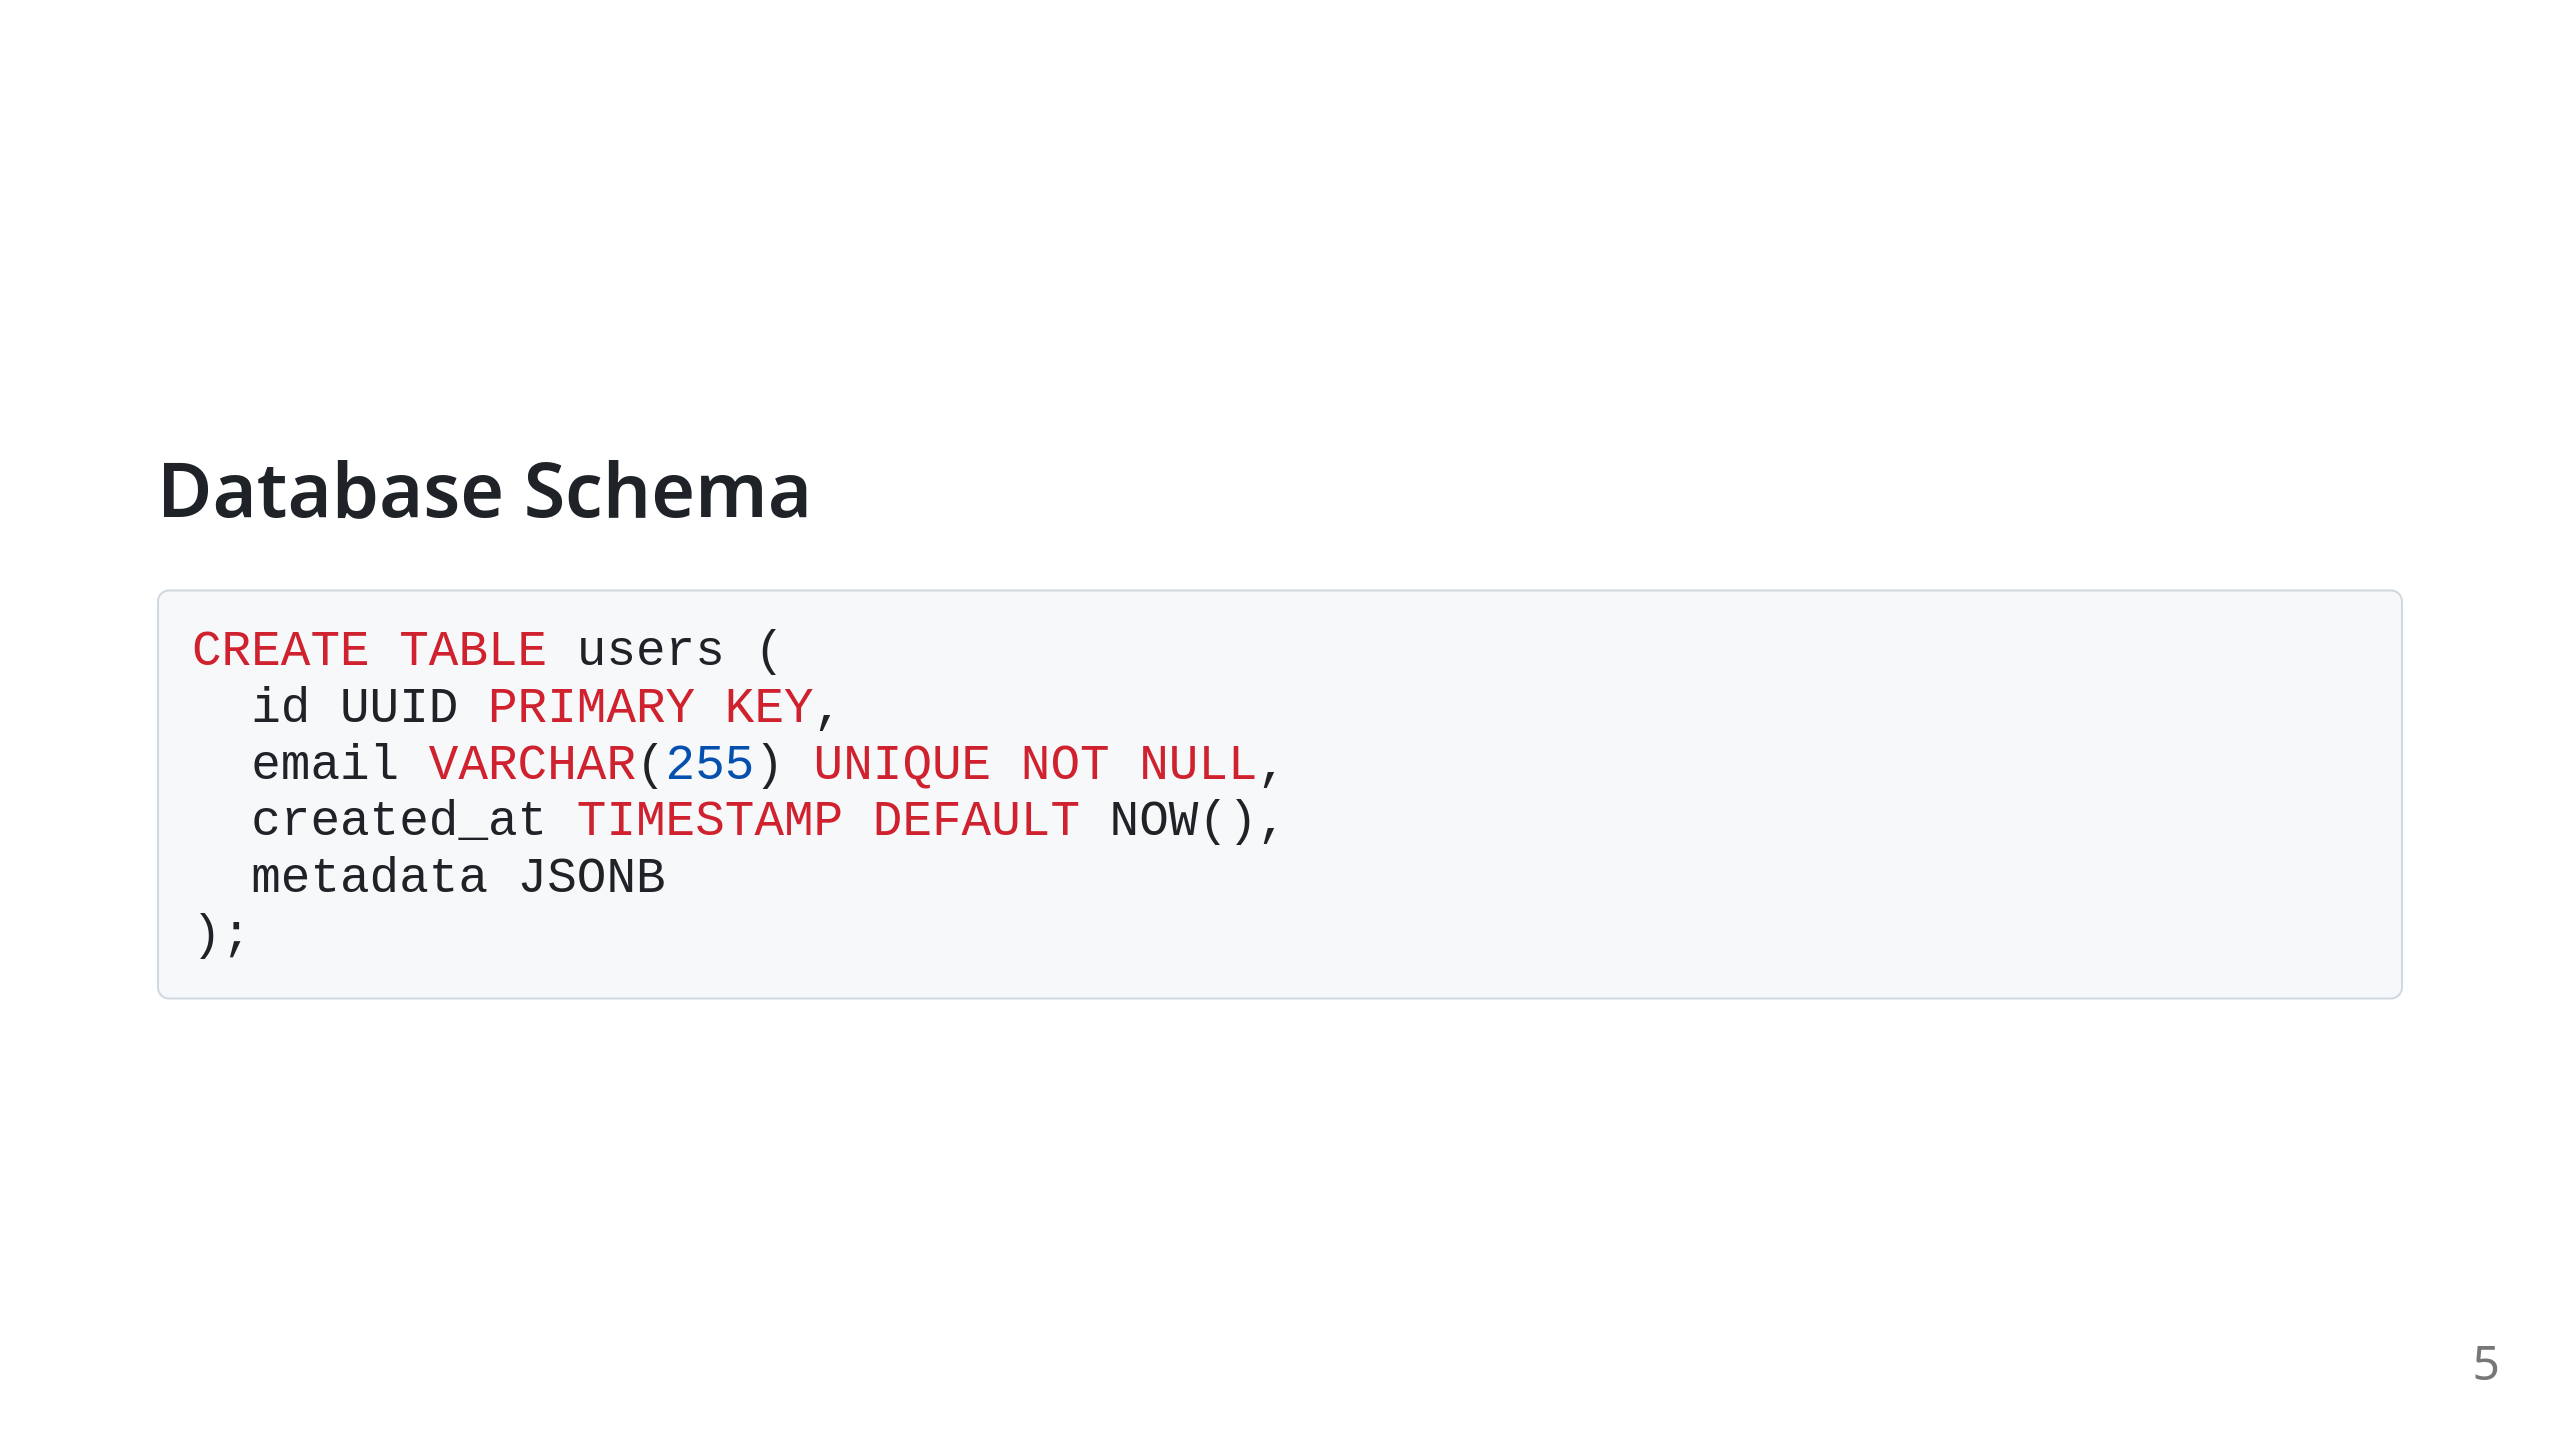 Database Schema
CREATE TABLE users (
  id UUID PRIMARY KEY,
  email VARCHAR(255) UNIQUE NOT NULL,
  created_at TIMESTAMP DEFAULT NOW(),
  metadata JSONB
);
5